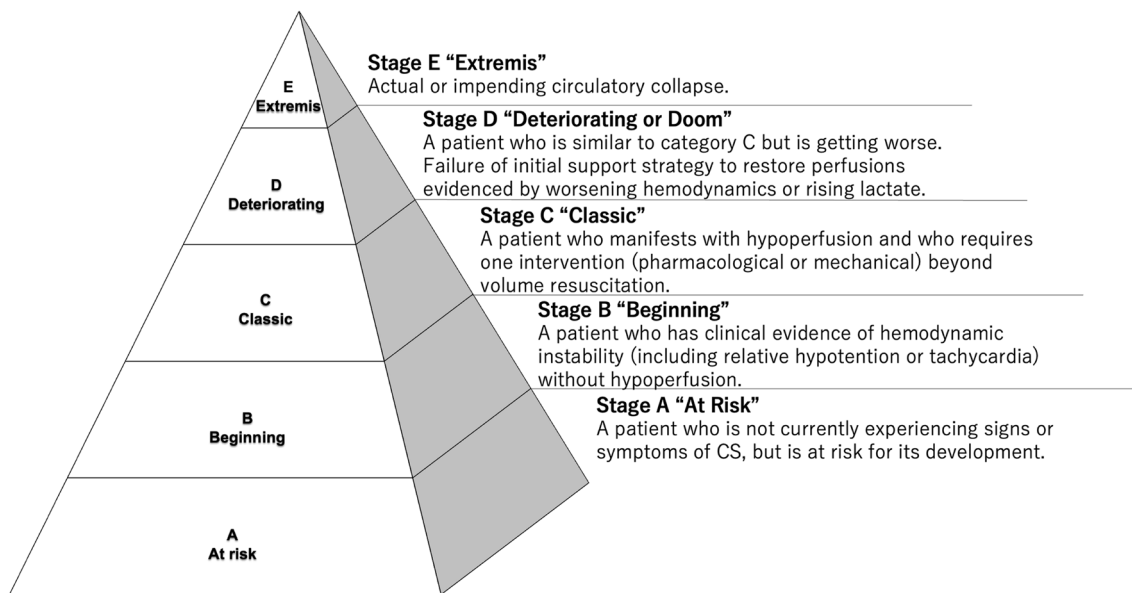 E
Extremis
Stage E “Extremis”
Actual or impending circulatory collapse.
D
Deteriorating
Stage D “Deteriorating or Doom”
A patient who is similar to category C but is getting worse.
Failure of initial support strategy to restore perfusions
evidenced by worsening hemodynamics or rising lactate.
C
Classic
Stage C “Classic”
A patient who manifests with hypoperfusion and who requires
one intervention (pharmacological or mechanical) beyond
volume resuscitation.
B
Beginning
Stage B “Beginning”
A patient who has clinical evidence of hemodynamic
instability (including relative hypotention or tachycardia)
without hypoperfusion.
A
At risk
Stage A “At Risk”
A patient who is not currently experiencing signs or
symptoms of CS, but is at risk for its development.